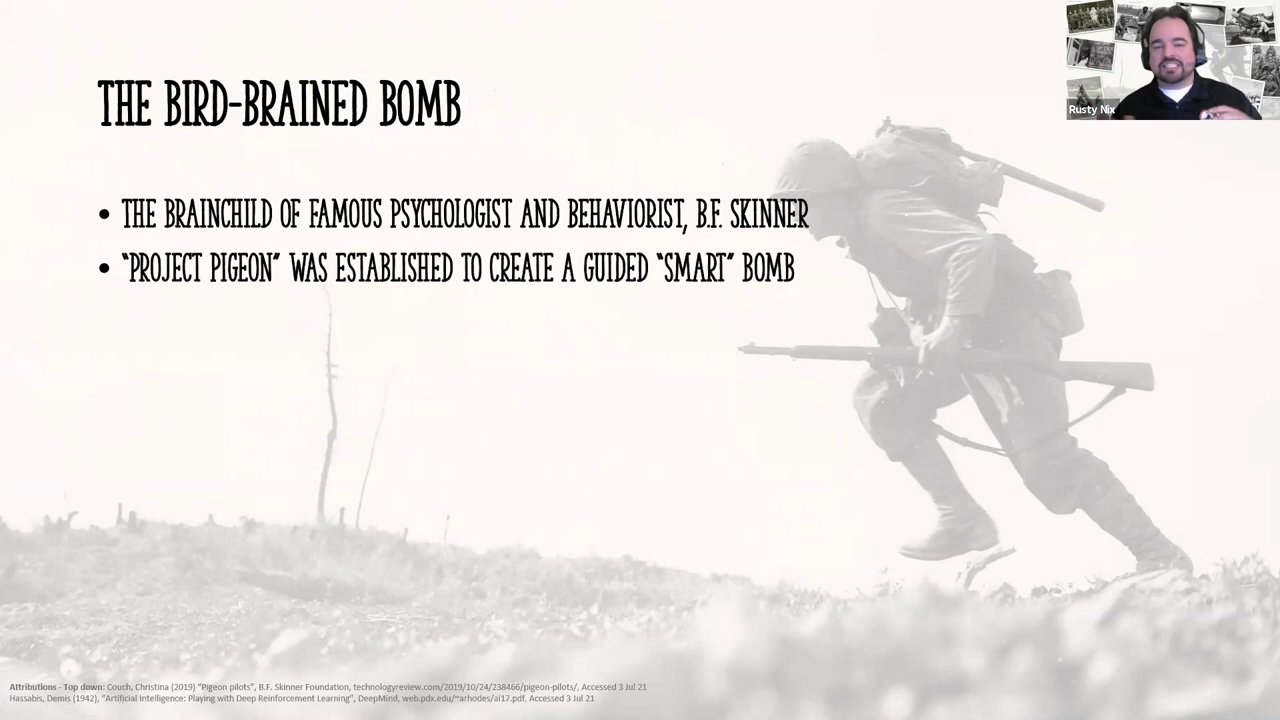 THE BIRD-BRAINED BOMB
• THE BRAINCHILD OF FAMOUS PSYCHOLOGIST AND BEHAVIORIST, B.F. SKINNER
• "PROJECT PIGEON" WAS ESTABLISHED TO CREATE A GUIDED "SMART" BOMB
Rusty Nix
Attributions - Top down: Couch, Christina (2019) "Pigeon pilots", B.F. Skinner Foundation, technologyreview.com/2019/10/24/238466/pigeon-pilots/, Accessed 3 Jul 21
Hassabis, Demis (1942), "Artificial Intelligence: Playing with Deep Reinforcement Learning", DeepMind, web.pdx.edu/~arhodes/ai17.pdf, Accessed 3 Jul 21